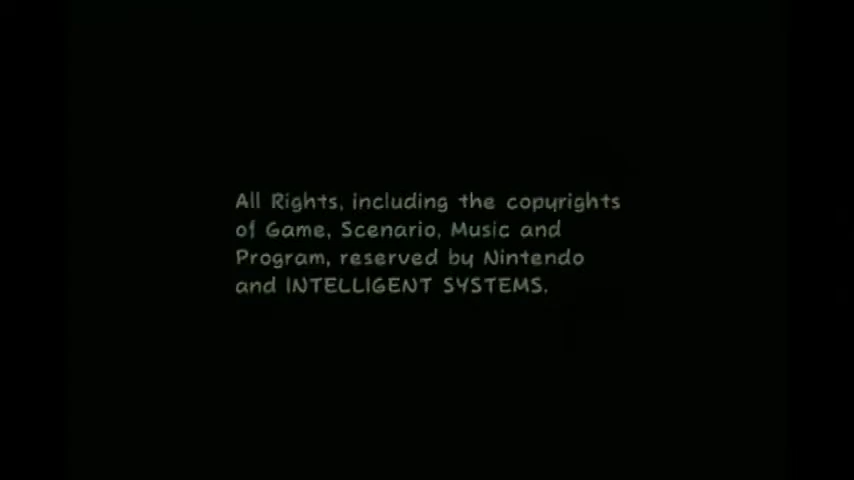 All Rights, including the copyrights
of Game, Scenario, Music and
Program, reserved by Nintendo
and INTELLIGENT SYSTEMS.